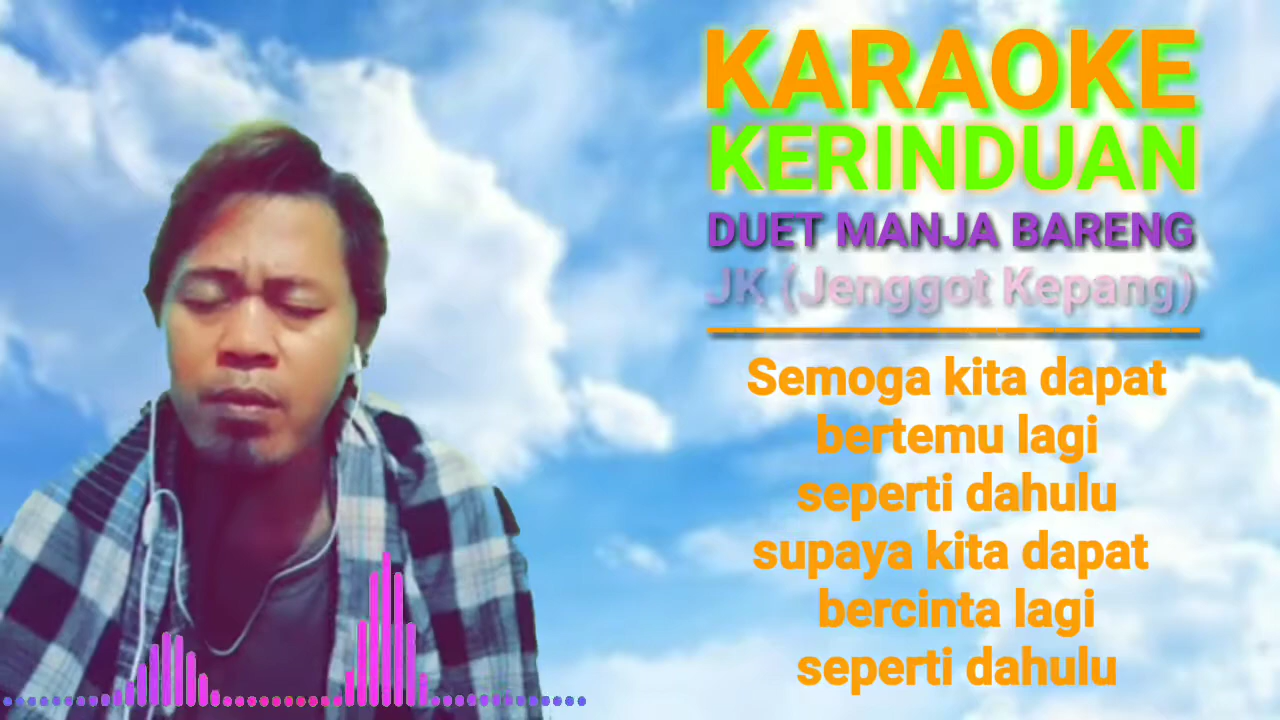 KARAOKE
KERINDUAN
DUET MANJA BARENG
JK (Jenggot Kepang)
Semoga kita dapat
bertemu lagi
seperti dahulu
supaya kita dapat
bercinta lagi
seperti dahulu